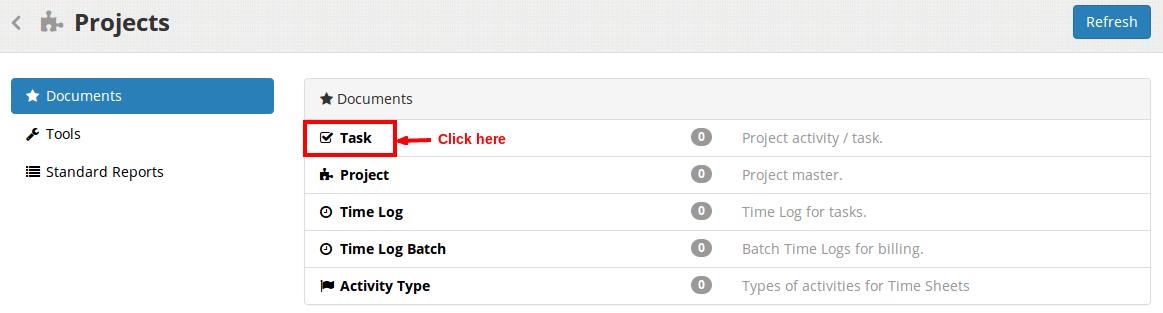 Projects
Refresh
Documents
Tools
Standard Reports
Documents
Task Click here 0 Project activity / task.
Project 0 Project master.
Time Log 0 Time Log for tasks.
Time Log Batch 0 Batch Time Logs for billing.
Activity Type 0 Types of activities for Time Sheets